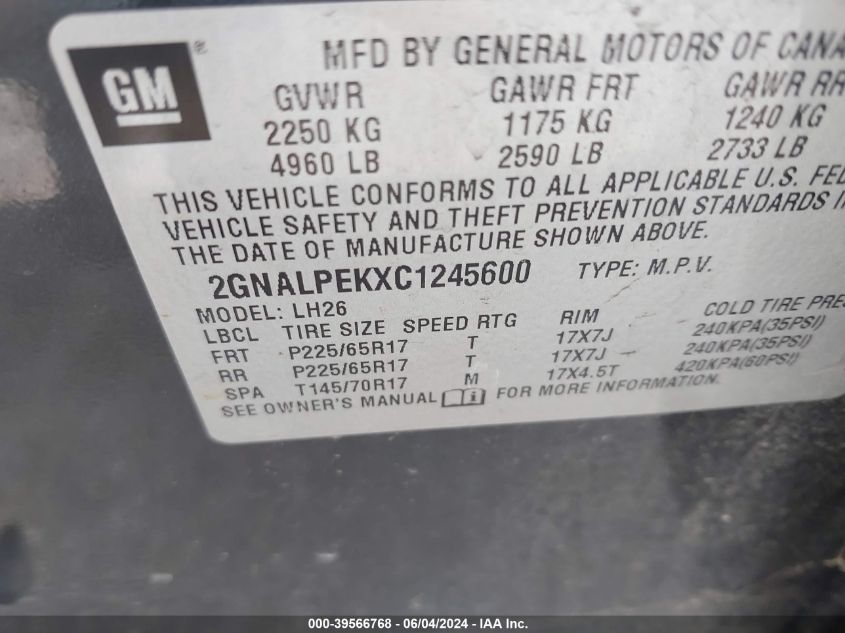 GM ®
MFD BY GENERAL MOTORS OF CANA
GVWR GAWR FRT GAWR RR
2250 KG 1175 KG 1240 KG
4960 LB 2590 LB 2733 LB
THIS VEHICLE CONFORMS TO ALL APPLICABLE U.S. FED
VEHICLE SAFETY AND THEFT PREVENTION STANDARDS I
THE DATE OF MANUFACTURE SHOWN ABOVE.
2GNALPEKXC1245600 TYPE: M.P.V.
MODEL: LH26
LBCL TIRE SIZE SPEED RTG RIM COLD TIRE PRE
FRT P225/65R17 T 17X7J 240KPA(35PSI)
RR P225/65R17 T 17X7J 240KPA(35PSI)
SPA T145/70R17 M 17X4.5T 420KPA(60PSI)
SEE OWNER'S MANUAL FOR MORE INFORMATION.
000-39566768 - 06/04/2024 - IAA Inc.